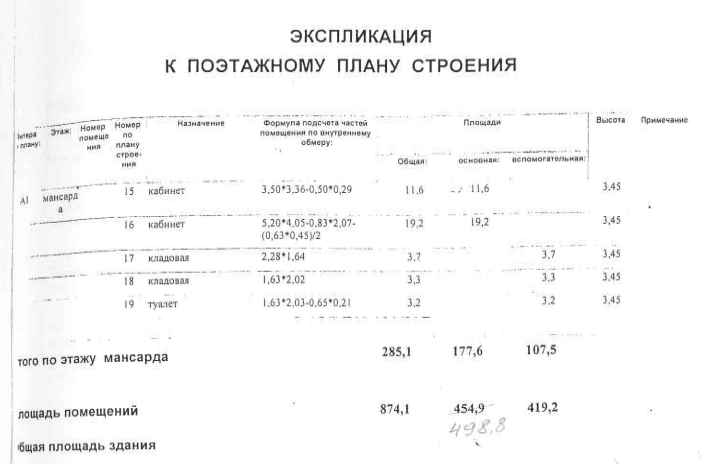 ЭКСПЛИКАЦИЯ
К ПОЭТАЖНОМУ ПЛАНУ СТРОЕНИЯ
итера плану: Этаж: Номер помеще ния Номер по плану строе- ния Назначение Формула подсчета частей помещения по внутреннему обмеру: Площади Общая: основная: вспомогательная: Высота Примечание
А1 мансард а 15 кабинет 3,50*3,36-0,50*0,29 11,6 11,6 3,45
16 кабинет 5,20*4,05-0,83*2,07- (0,63*0,45)/2 19,2 19,2 3,45
17 кладовая 2,28*1,64 3,7 3,7 3,45
18 кладовая 1,63*2,02 3,3 3,3 3,45
19 туалет 1,63*2,03-0,65*0,21 3,2 3,2 3,45
того по этажу мансарда 285,1 177,6 107,5
лощадь помещений 874,1 454,9 419,2
498,8
бщая площадь здания